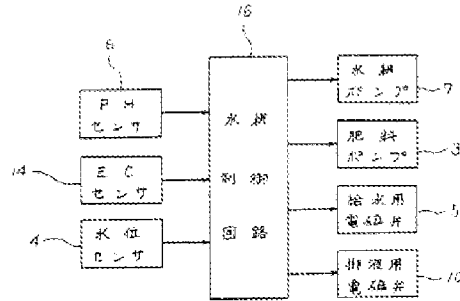 16
6
PH
センサ
14
EC
センサ
4
水位
センサ
水耕
制御
回路
水耕
ポンプ
7
肥料
ポンプ
3
給水用
電磁弁
5
排液用
電磁弁
10